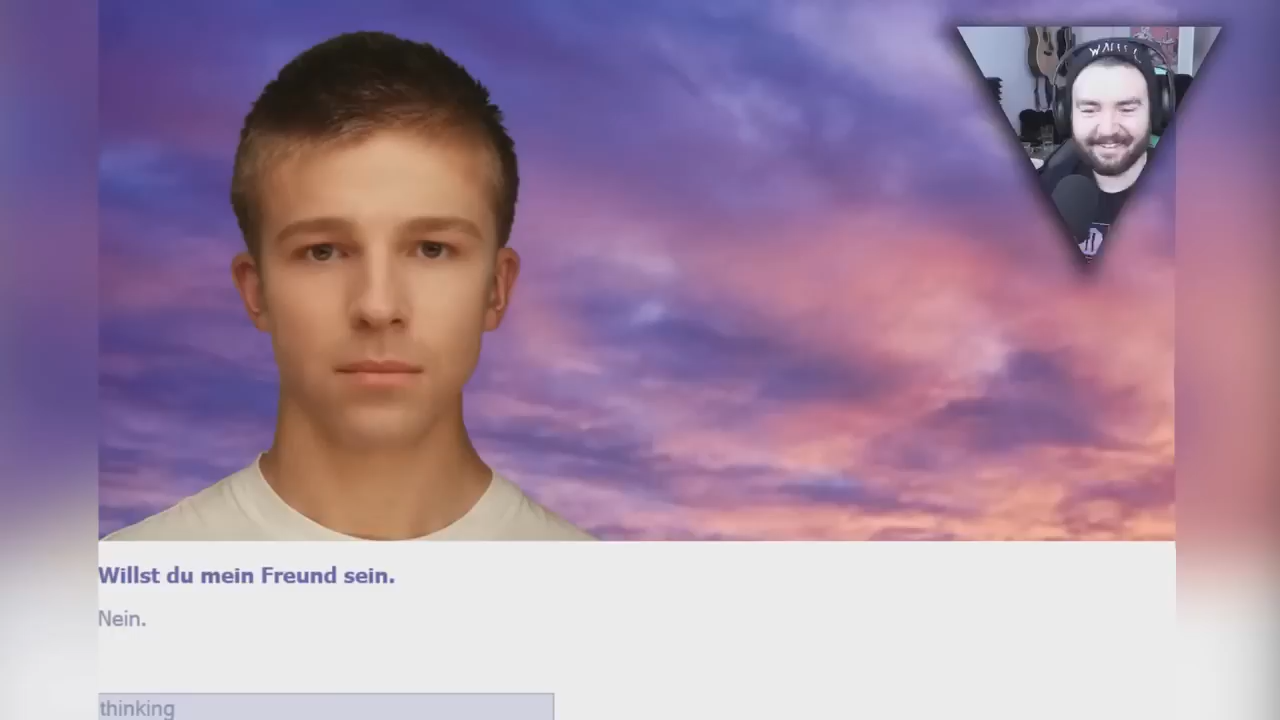 Willst du mein Freund sein.
Nein.
thinking